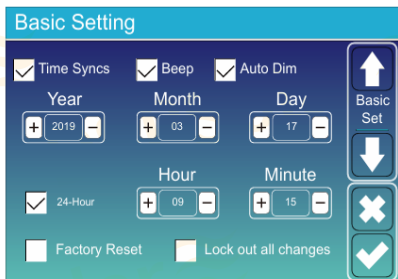 Basic Setting
Time Syncs Beep Auto Dim
Year Month Day
+ 2019 − + 03 − + 17 −
Basic
Set
Hour Minute
24-Hour + 09 − + 15 −
Factory Reset Lock out all changes